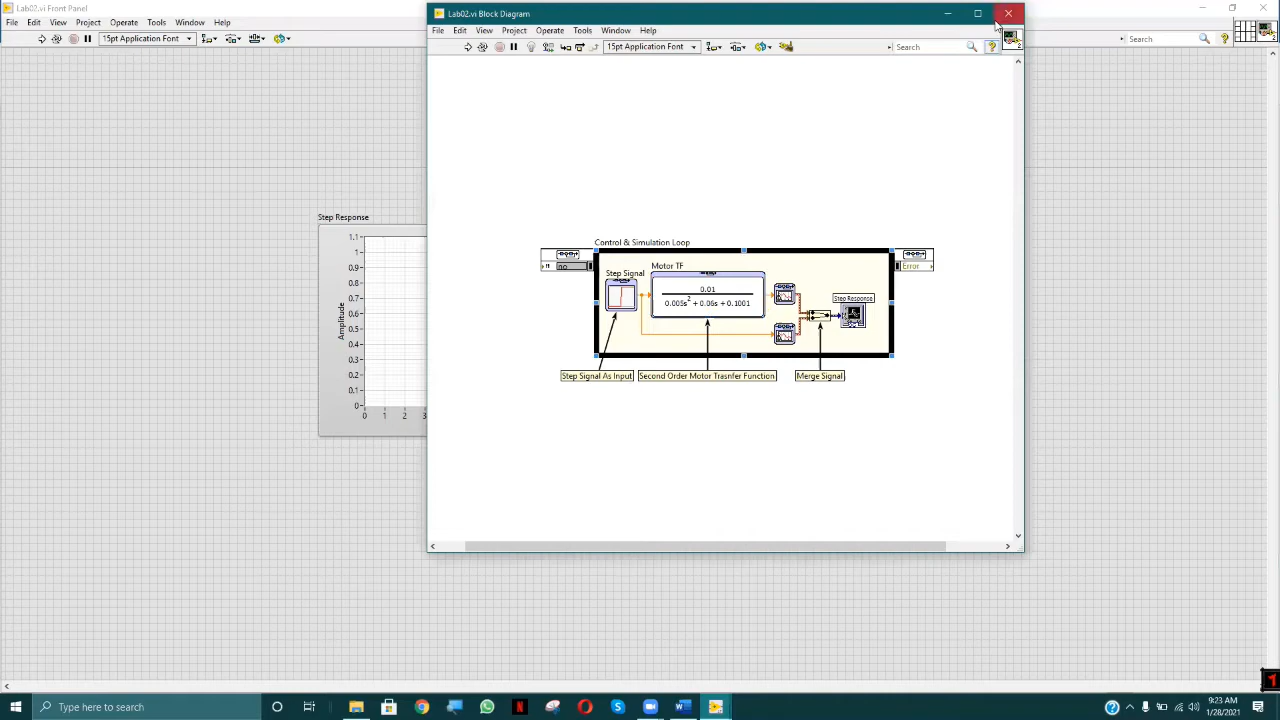 Lab02.vi Front Panel
File Edit View Project Operate Tools Window Help
15pt Application Font
Search
Lab02.vi Block Diagram
File Edit View Project Operate Tools Window Help
15pt Application Font
Search
2
Step Response
Amplitude
1.1
1
0.9
0.8
0.7
0.6
0.5
0.4
0.3
0.2
0.1
0
0 1 2 3
Control & Simulation Loop
Error
Step Signal
Motor TF
0.01
0.005s2 + 0.06s + 0.1001
Step Response
Step Signal As Input
Second Order Motor Trasnfer Function
Merge Signal
1
Type here to search
9:23 AM
1/28/2021